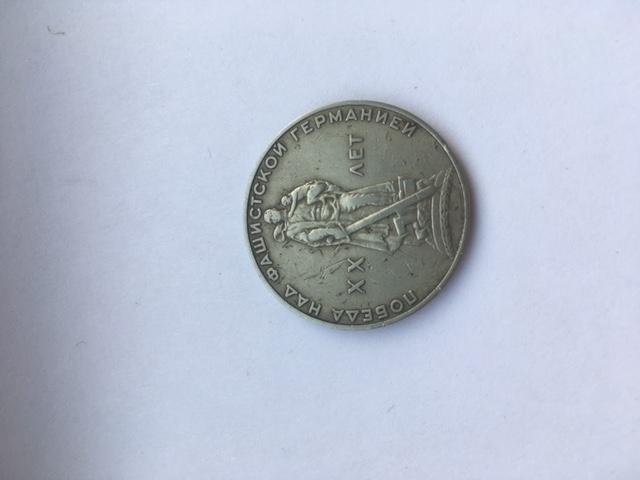 ПОБЕДА НАД ФАШИСТСКОЙ ГЕРМАНИЕЙ
XX ЛЕТ